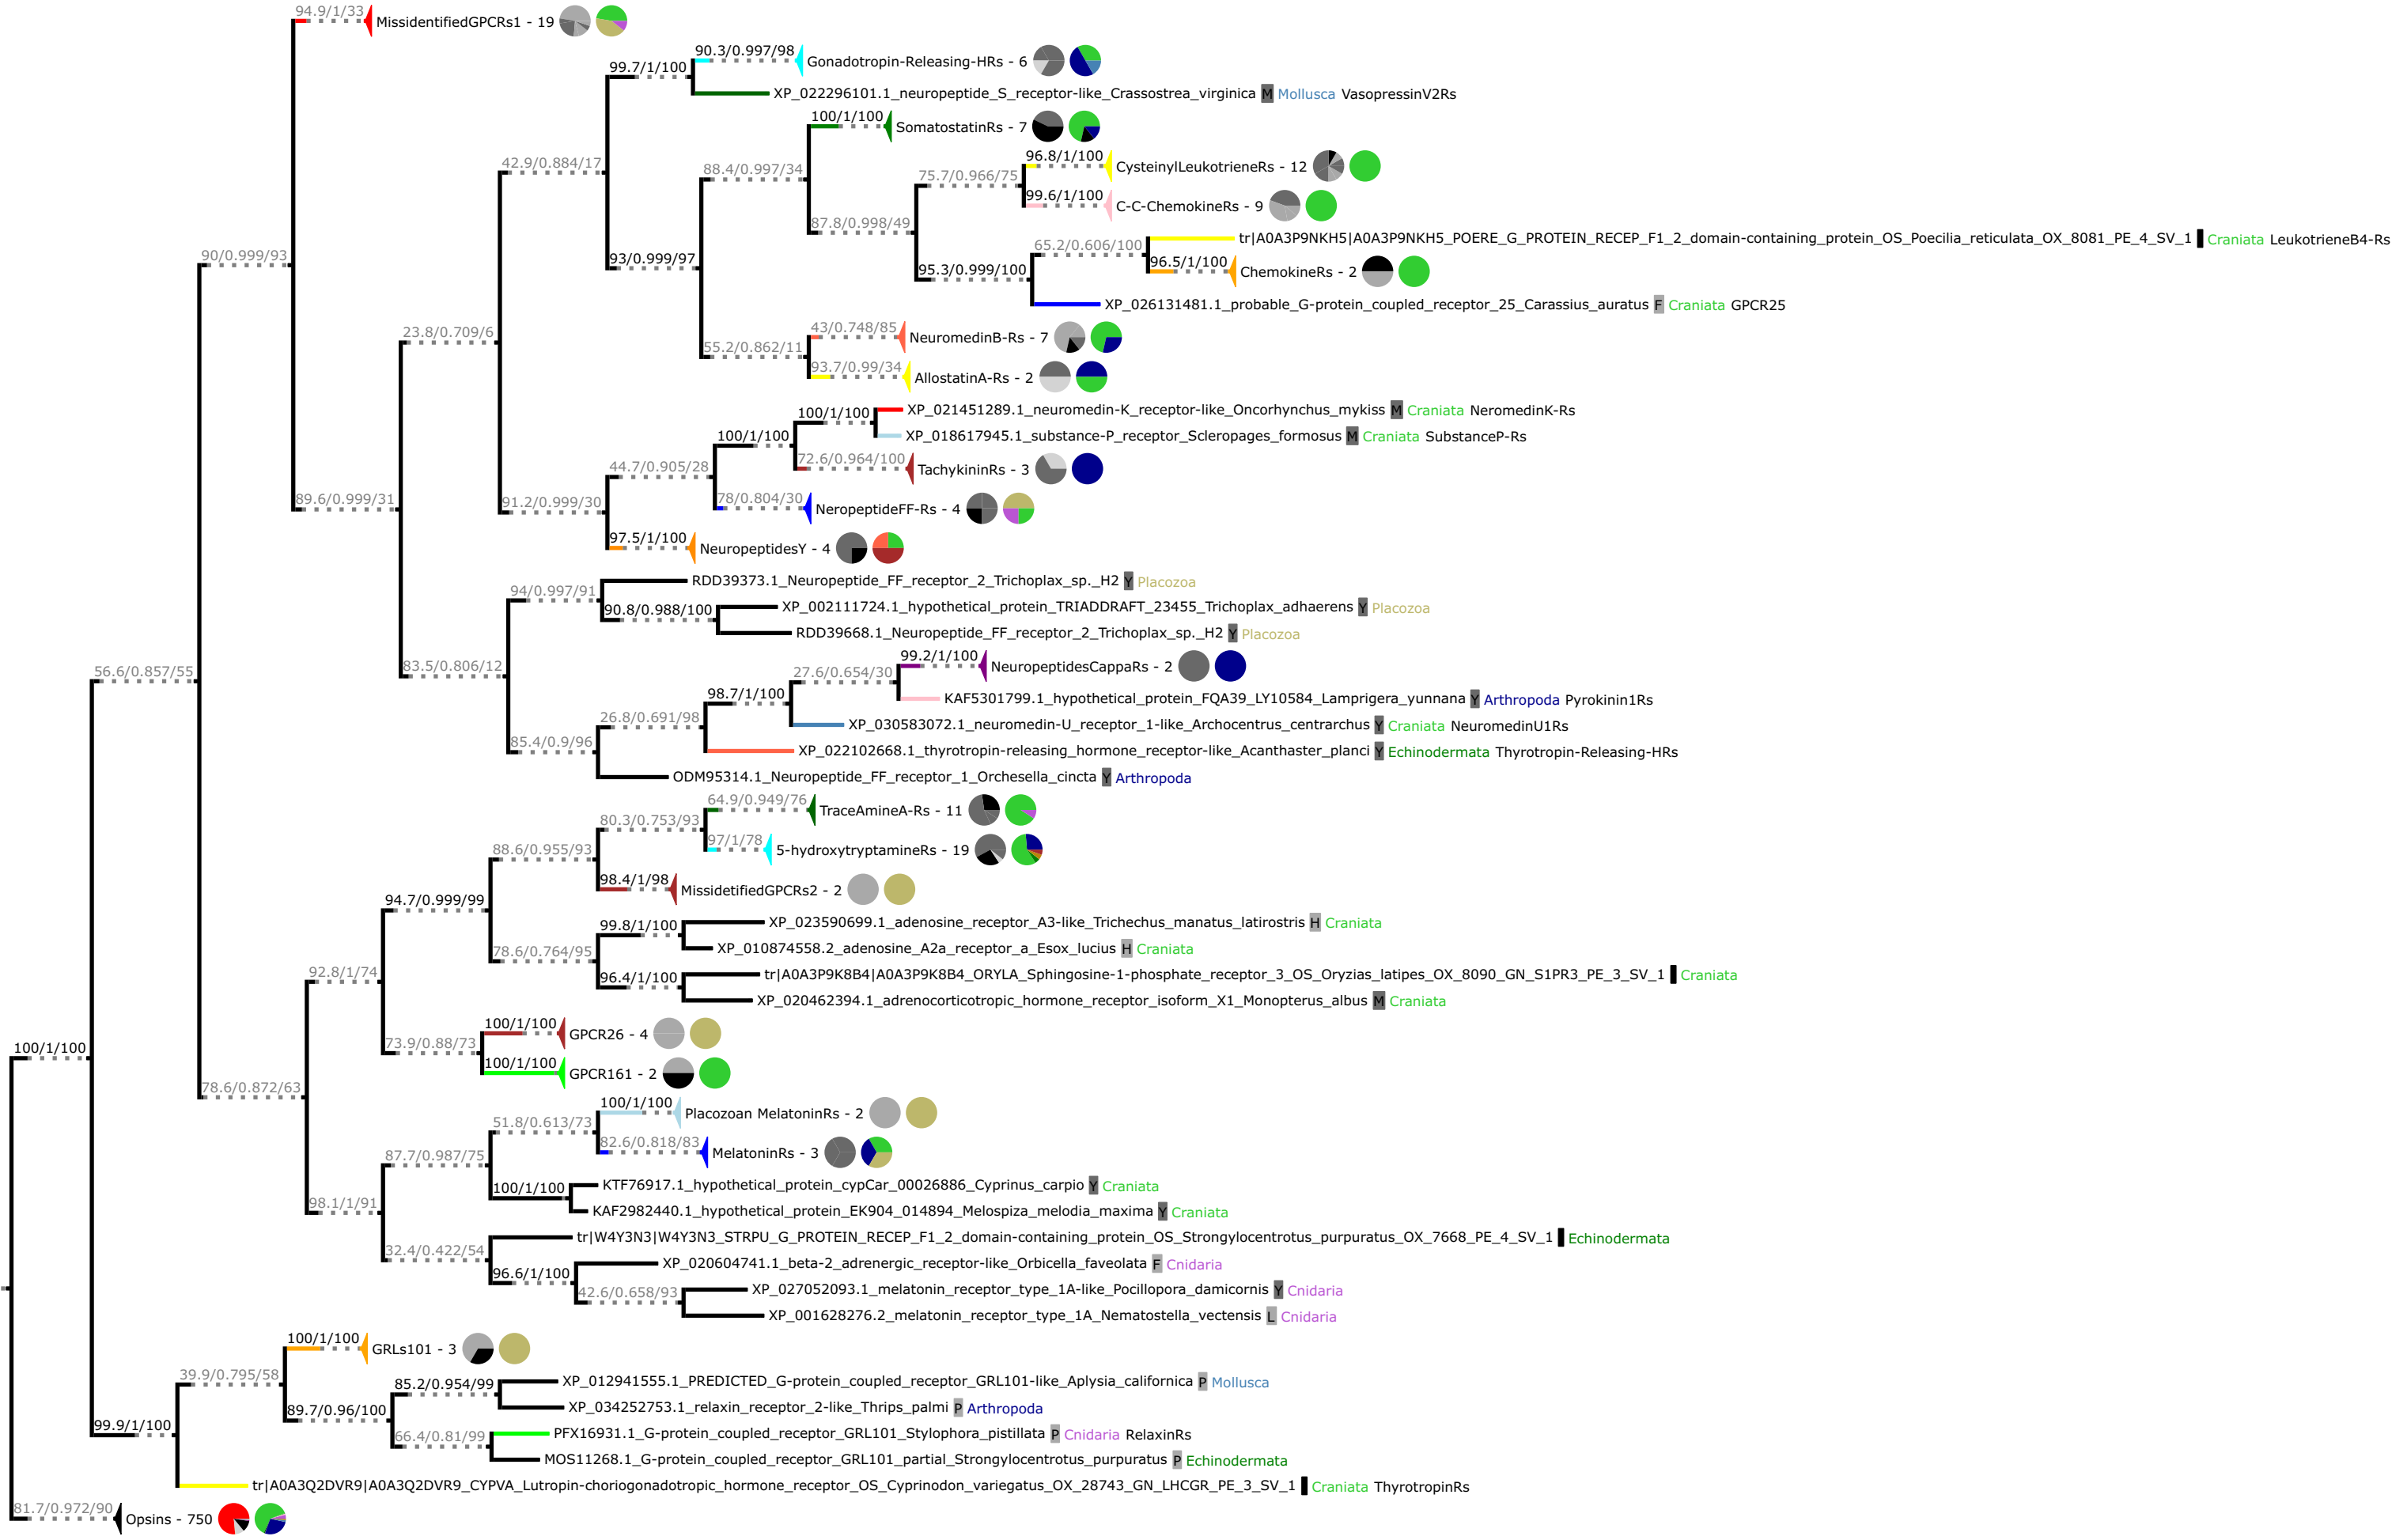 94.9/1/33
MissidentifiedGPCRs1 - 19
90.3/0.997/98
Gonadotropin-Releasing-HRs - 6
99.7/1/100
XP_022296101.1_neuropeptide_S_receptor-like_Crassostrea_virginica M Mollusca VasopressinV2Rs
100/1/100
SomatostatinRs - 7
42.9/0.884/17
88.4/0.997/34
96.8/1/100
CysteinylLeukotrieneRs - 12
75.7/0.966/75
99.6/1/100
C-C-ChemokineRs - 9
87.8/0.998/49
tr|A0A3P9NKH5|A0A3P9NKH5_POERE_G_PROTEIN_RECEP_F1_2_domain-containing_protein_OS_Poecilia_reticulata_OX_8081_PE_4_SV_1 Craniata LeukotrieneB4-Rs
65.2/0.606/100
90/0.999/93
93/0.999/97
96.5/1/100
ChemokineRs - 2
95.3/0.999/100
XP_026131481.1_probable_G-protein_coupled_receptor_25_Carassius_auratus F Craniata GPCR25
23.8/0.709/6
43/0.748/85
NeuromedinB-Rs - 7
55.2/0.862/11
93.7/0.99/34
AllostatinA-Rs - 2
100/1/100
XP_021451289.1_neuromedin-K_receptor-like_Oncorhynchus_mykiss M Craniata NeromedinK-Rs
100/1/100
XP_018617945.1_substance-P_receptor_Scleropages_formosus M Craniata SubstanceP-Rs
44.7/0.905/28
72.6/0.964/100
TachykininRs - 3
89.6/0.999/31
91.2/0.999/30
78/0.804/30
NeropeptideFF-Rs - 4
97.5/1/100
NeuropeptidesY - 4
RDD39373.1_Neuropeptide_FF_receptor_2_Trichoplax_sp._H2 Y Placozoa
94/0.997/91
90.8/0.988/100
XP_002111724.1_hypothetical_protein_TRIADDRAFT_23455_Trichoplax_adhaerens Y Placozoa
RDD39668.1_Neuropeptide_FF_receptor_2_Trichoplax_sp._H2 Y Placozoa
56.6/0.857/55
83.5/0.806/12
99.2/1/100
NeuropeptidesCappaRs - 2
27.6/0.654/30
98.7/1/100
KAF5301799.1_hypothetical_protein_FQA39_LY10584_Lamprigera_yunnana Y Arthropoda Pyrokinin1Rs
26.8/0.691/98
XP_030583072.1_neuromedin-U_receptor_1-like_Archocentrus_centrarchus Y Craniata NeuromedinU1Rs
85.4/0.9/96
XP_022102668.1_thyrotropin-releasing_hormone_receptor-like_Acanthaster_planci Y Echinodermata Thyrotropin-Releasing-HRs
ODM95314.1_Neuropeptide_FF_receptor_1_Orchesella_cincta Y Arthropoda
64.9/0.949/76
TraceAmineA-Rs - 11
80.3/0.753/93
97/1/78
5-hydroxytryptamineRs - 19
88.6/0.955/93
98.4/1/98
MissidetifiedGPCRs2 - 2
94.7/0.999/99
XP_023590699.1_adenosine_receptor_A3-like_Trichechus_manatus_latirostris H Craniata
99.8/1/100
XP_010874558.2_adenosine_A2a_receptor_a_Esox_lucius H Craniata
78.6/0.764/95
92.8/1/74
tr|A0A3P9K8B4|A0A3P9K8B4_ORYLA_Sphingosine-1-phosphate_receptor_3_OS_Oryzias_latipes_OX_8090_GN_S1PR3_PE_3_SV_1 Craniata
96.4/1/100
XP_020462394.1_adrenocorticotropic_hormone_receptor_isoform_X1_Monopterus_albus M Craniata
100/1/100
GPCR26 - 4
73.9/0.88/73
100/1/100
100/1/100
GPCR161 - 2
78.6/0.872/63
100/1/100
Placozoan MelatoninRs - 2
51.8/0.613/73
82.6/0.818/83
MelatoninRs - 3
87.7/0.987/75
KTF76917.1_hypothetical_protein_cypCar_00026886_Cyprinus_carpio Y Craniata
100/1/100
98.1/1/91
KAF2982440.1_hypothetical_protein_EK904_014894_Melospiza_melodia_maxima Y Craniata
tr|W4Y3N3|W4Y3N3_STRPU_G_PROTEIN_RECEP_F1_2_domain-containing_protein_OS_Strongylocentrotus_purpuratus_OX_7668_PE_4_SV_1 Echinodermata
32.4/0.422/54
XP_020604741.1_beta-2_adrenergic_receptor-like_Orbicella_faveolata F Cnidaria
96.6/1/100
42.6/0.658/93
XP_027052093.1_melatonin_receptor_type_1A-like_Pocillopora_damicornis Y Cnidaria
XP_001628276.2_melatonin_receptor_type_1A_Nematostella_vectensis L Cnidaria
100/1/100
GRLs101 - 3
39.9/0.795/58
XP_012941555.1_PREDICTED_G-protein_coupled_receptor_GRL101-like_Aplysia_californica P Mollusca
85.2/0.954/99
XP_034252753.1_relaxin_receptor_2-like_Thrips_palmi P Arthropoda
89.7/0.96/100
99.9/1/100
PFX16931.1_G-protein_coupled_receptor_GRL101_Stylophora_pistillata P Cnidaria RelaxinRs
66.4/0.81/99
MOS11268.1_G-protein_coupled_receptor_GRL101_partial_Strongylocentrotus_purpuratus P Echinodermata
tr|A0A3Q2DVR9|A0A3Q2DVR9_CYPVA_Lutropin-choriogonadotropic_hormone_receptor_OS_Cyprinodon_variegatus_OX_28743_GN_LHCGR_PE_3_SV_1 Craniata ThyrotropinRs
81.7/0.972/90
Opsins - 750